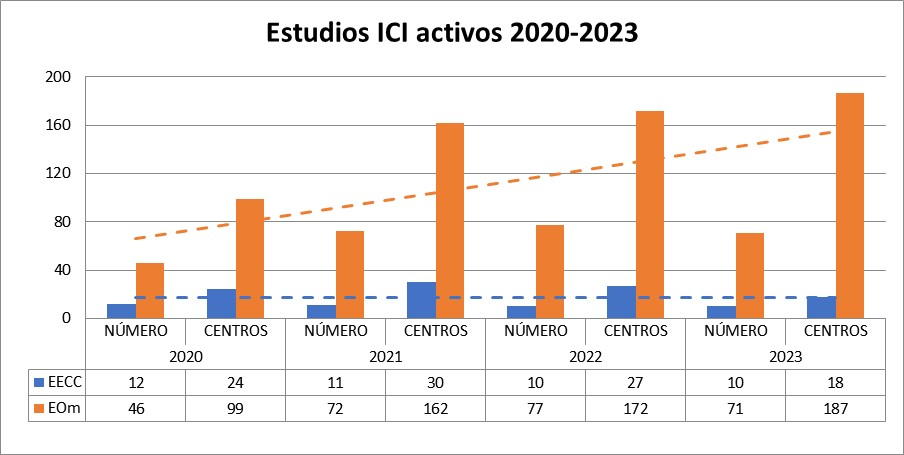 Estudios ICI activos 2020-2023
200
160
120
80
40
0
NÚMERO CENTROS NÚMERO CENTROS NÚMERO CENTROS NÚMERO CENTROS
2020 2021 2022 2023
EECC 12 24 11 30 10 27 10 18
EOm 46 99 72 162 77 172 71 187